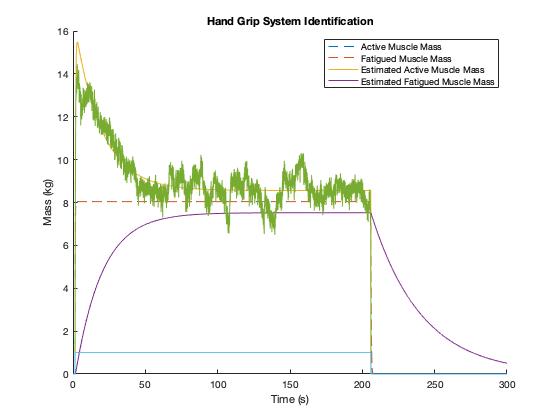 Hand Grip System Identification
Active Muscle Mass
Fatigued Muscle Mass
Estimated Active Muscle Mass
Estimated Fatigued Muscle Mass
16
14
12
10
8
6
4
2
0
Mass (kg)
0 50 100 150 200 250 300
Time (s)